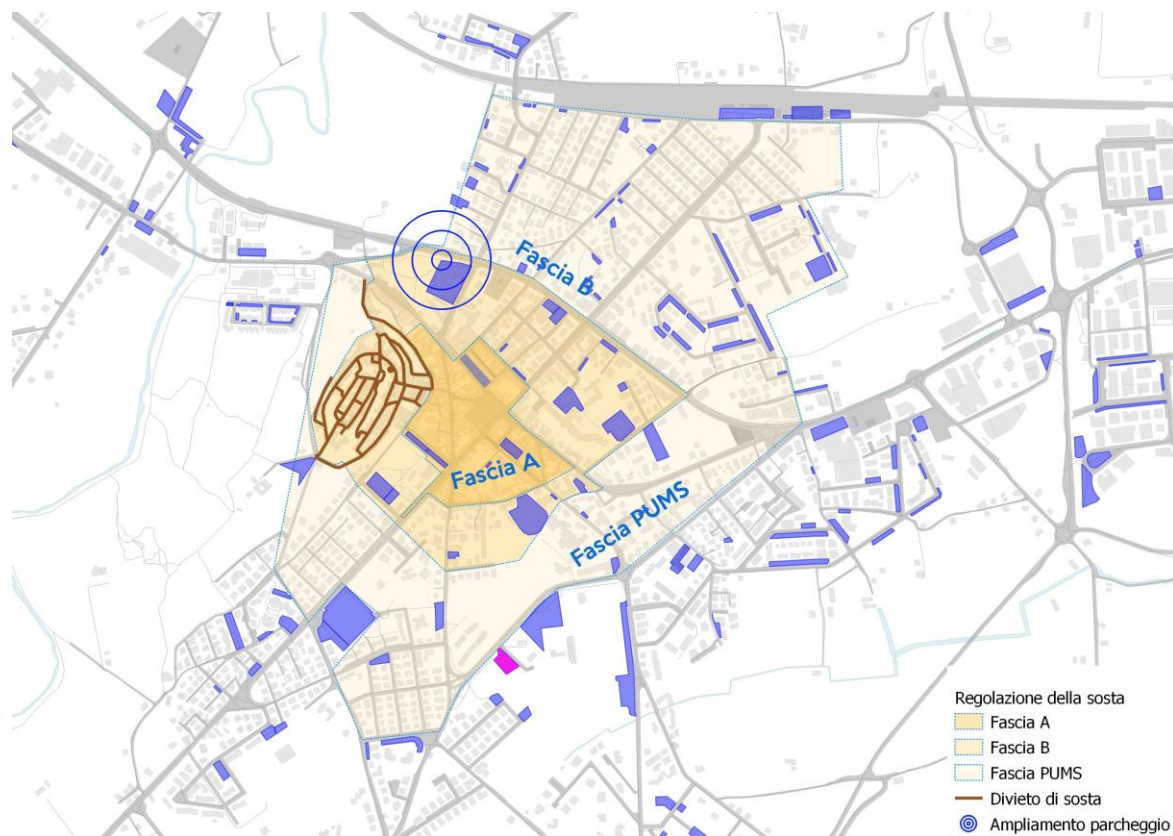 Fascia B
Fascia A
Fascia PUMS
Regolazione della sosta
Fascia A
Fascia B
Fascia PUMS
Divieto di sosta
Ampliamento parcheggio